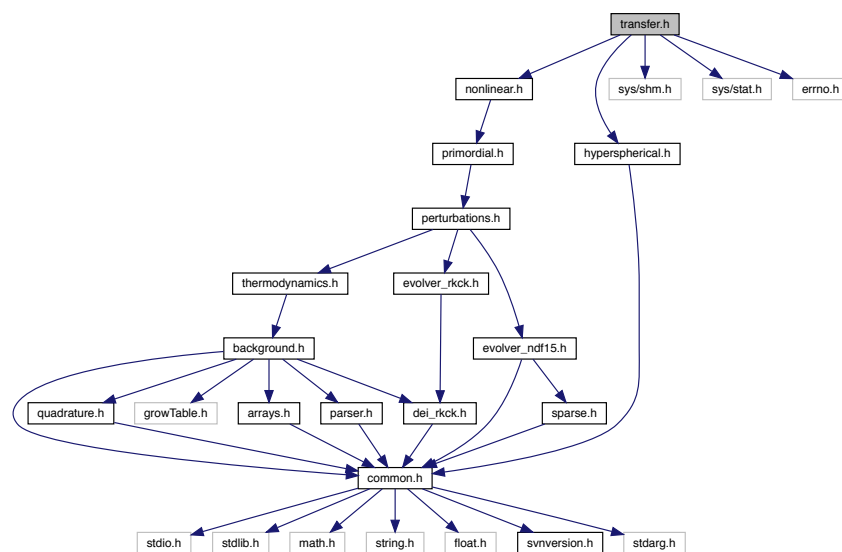 transfer.h
nonlinear.h
sys/shm.h
sys/stat.h
errno.h
primordial.h
hyperspherical.h
perturbations.h
thermodynamics.h
evolver_rkck.h
background.h
evolver_ndf15.h
quadrature.h
growTable.h
arrays.h
parser.h
dei_rkck.h
sparse.h
common.h
stdio.h
stdlib.h
math.h
string.h
float.h
svnversion.h
stdarg.h